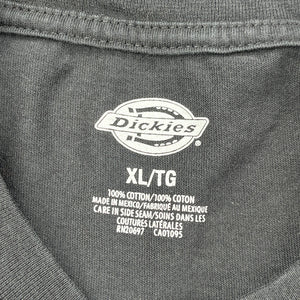 Dickies
XL/TG
100% COTTON/100% COTON
MADE IN MEXICO/FABRIQUÉ AU MEXIQUE
CARE IN SIDE SEAM/SOINS DANS LES
COUTURES LATÉRALES
RN20697 CA01095